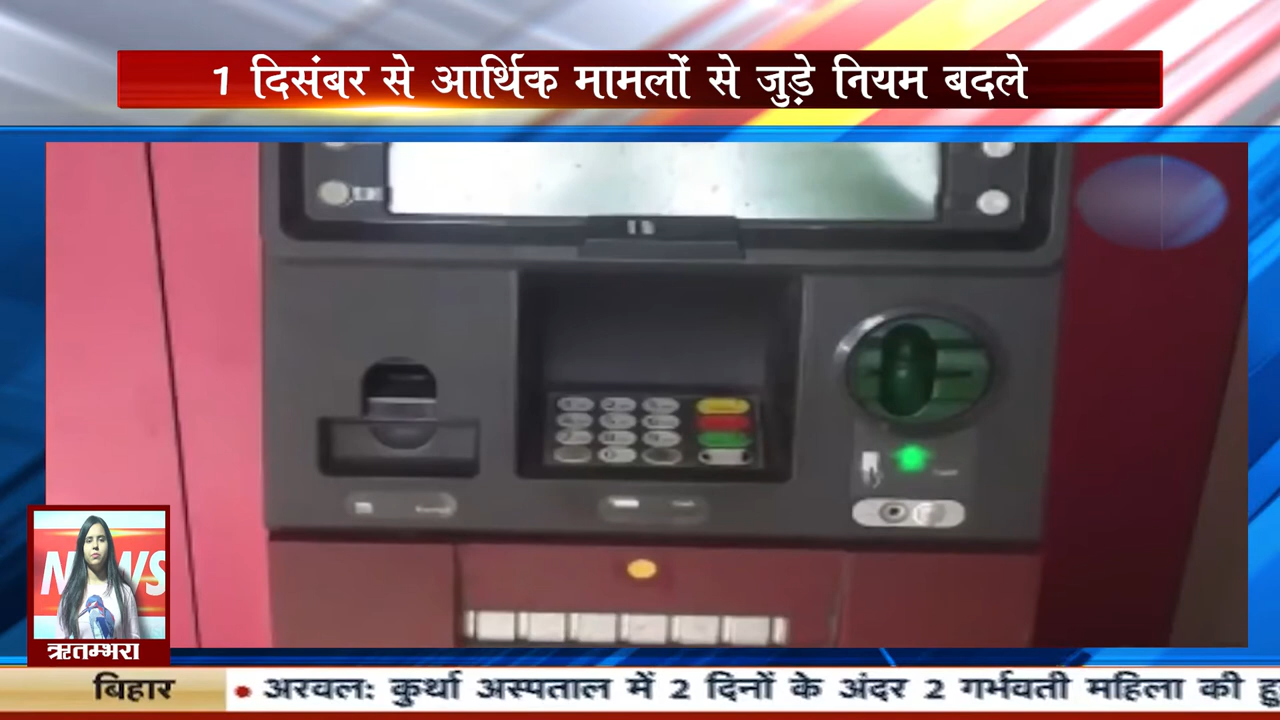 1 दिसंबर से आर्थिक मामलों से जुड़े नियम बदले
NEWS
ऋतम्भरा
बिहार
अरवल: कुर्था अस्पताल में 2 दिनों के अंदर 2 गर्भवती महिला की